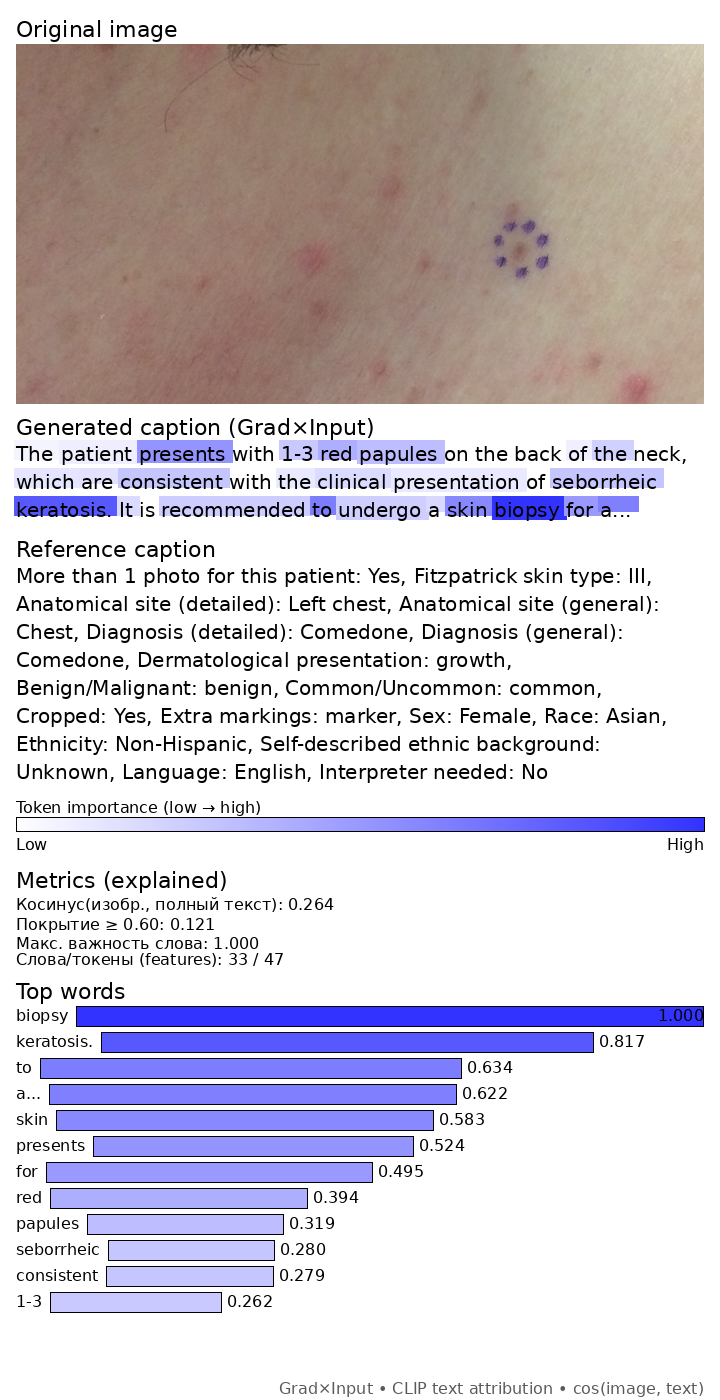 Original image
Generated caption (Grad×Input)
The patient presents with 1-3 red papules on the back of the neck,
which are consistent with the clinical presentation of seborrheic
keratosis. It is recommended to undergo a skin biopsy for a...
Reference caption
More than 1 photo for this patient: Yes, Fitzpatrick skin type: III,
Anatomical site (detailed): Left chest, Anatomical site (general):
Chest, Diagnosis (detailed): Comedone, Diagnosis (general):
Comedone, Dermatological presentation: growth,
Benign/Malignant: benign, Common/Uncommon: common,
Cropped: Yes, Extra markings: marker, Sex: Female, Race: Asian,
Ethnicity: Non-Hispanic, Self-described ethnic background:
Unknown, Language: English, Interpreter needed: No
Token importance (low → high)
Low High
Metrics (explained)
Косинус(изобр., полный текст): 0.264
Покрытие ≥ 0.60: 0.121
Макс. важность слова: 1.000
Слова/токены (features): 33 / 47
Top words
biopsy 1.000
keratosis. 0.817
to 0.634
a... 0.622
skin 0.583
presents 0.524
for 0.495
red 0.394
papules 0.319
seborrheic 0.280
consistent 0.279
1-3 0.262
Grad×Input • CLIP text attribution • cos(image, text)